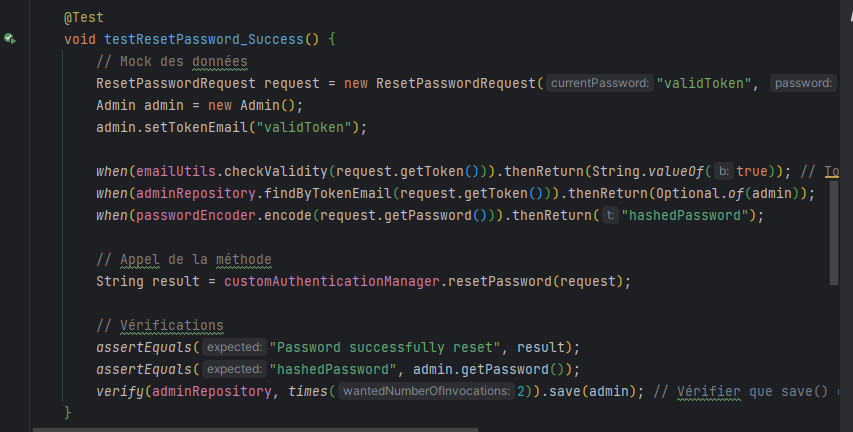 @Test
void testResetPassword_Success() {
// Mock des données
ResetPasswordRequest request = new ResetPasswordRequest( currentPassword: "validToken", password:
Admin admin = new Admin();
admin.setTokenEmail("validToken");
when(emailUtils.checkValidity(request.getToken())).thenReturn(String.valueOf( b: true)); // To
when(adminRepository.findByTokenEmail(request.getToken())).thenReturn(Optional.of(admin));
when(passwordEncoder.encode(request.getPassword())).thenReturn( t: "hashedPassword");
// Appel de la méthode
String result = customAuthenticationManager.resetPassword(request);
// Vérifications
assertEquals( expected: "Password successfully reset", result);
assertEquals( expected: "hashedPassword", admin.getPassword());
verify(adminRepository, times( wantedNumberOfInvocations: 2)).save(admin); // Vérifier que save()
}